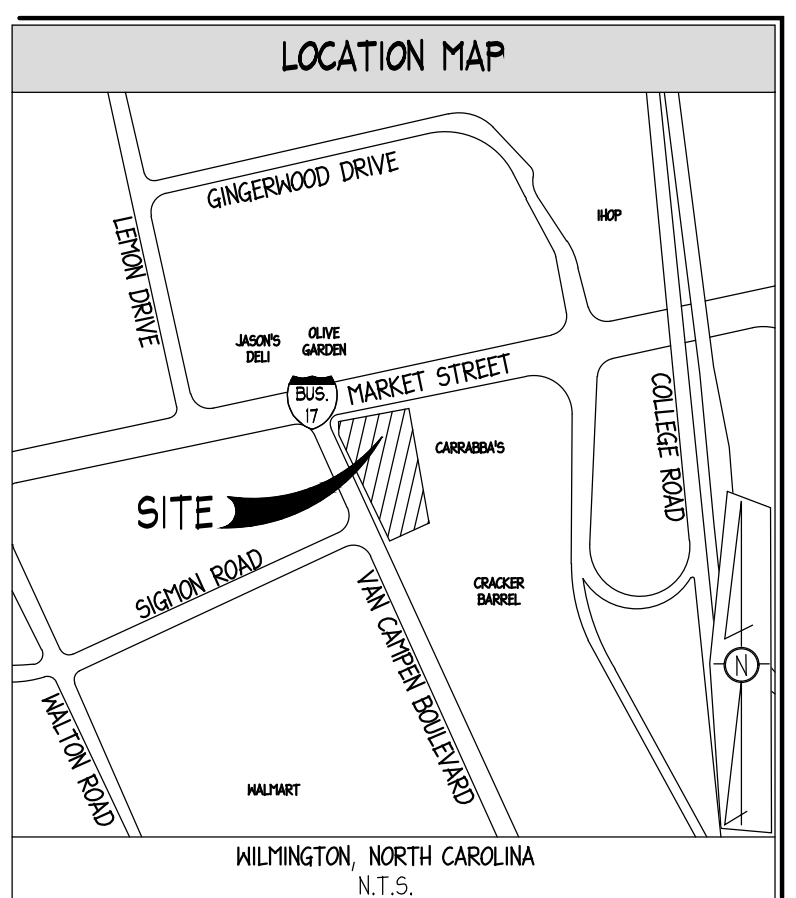 LOCATION MAP
GINGERWOOD DRIVE
IHOP
LEMON DRIVE
JASON'S
DELI
OLIVE
GARDEN
BUS.
17
MARKET STREET
COLLEGE ROAD
CARRABBA'S
SITE
SIGMON ROAD
CRACKER
BARREL
VAN CAMPEN BOULEVARD
N
WALTON ROAD
WALMART
WILMINGTON, NORTH CAROLINA
N.T.S.